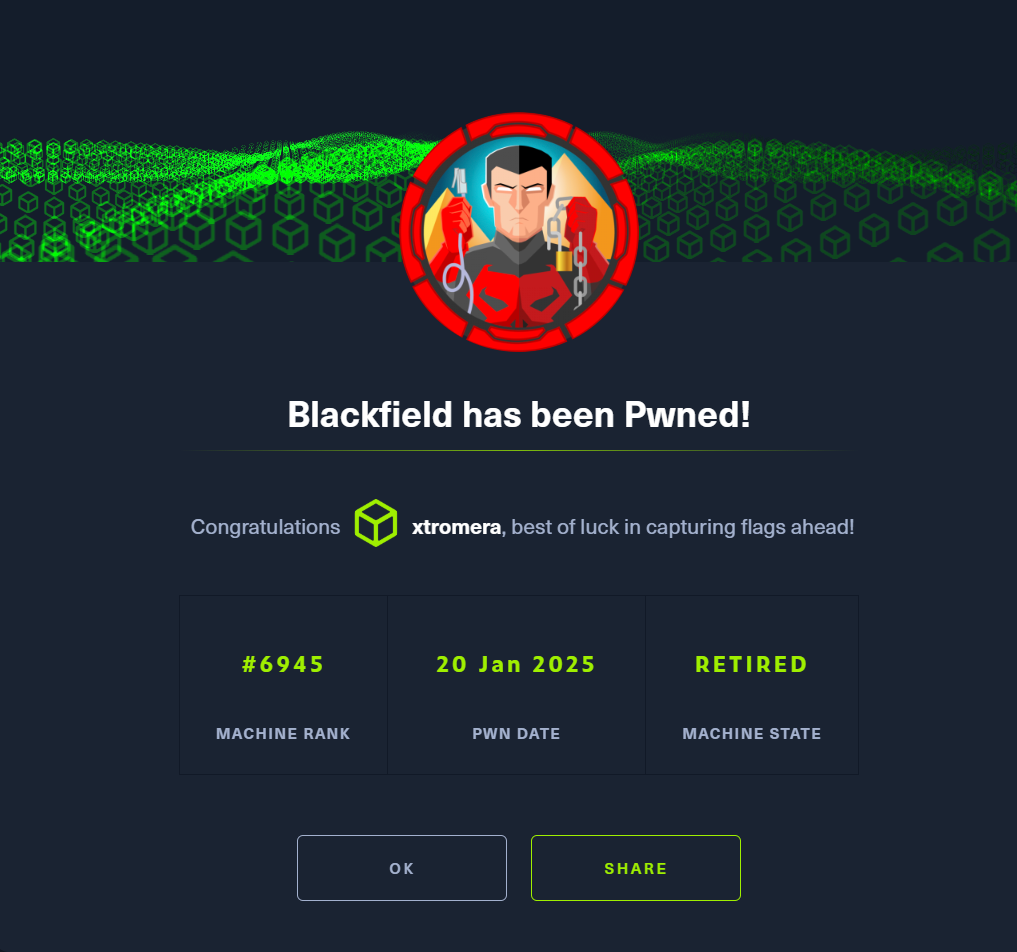 Blackfield has been Pwned!
Congratulations xtromera, best of luck in capturing flags ahead!
#6945 20 Jan 2025 RETIRED
MACHINE RANK PWN DATE MACHINE STATE
OK SHARE